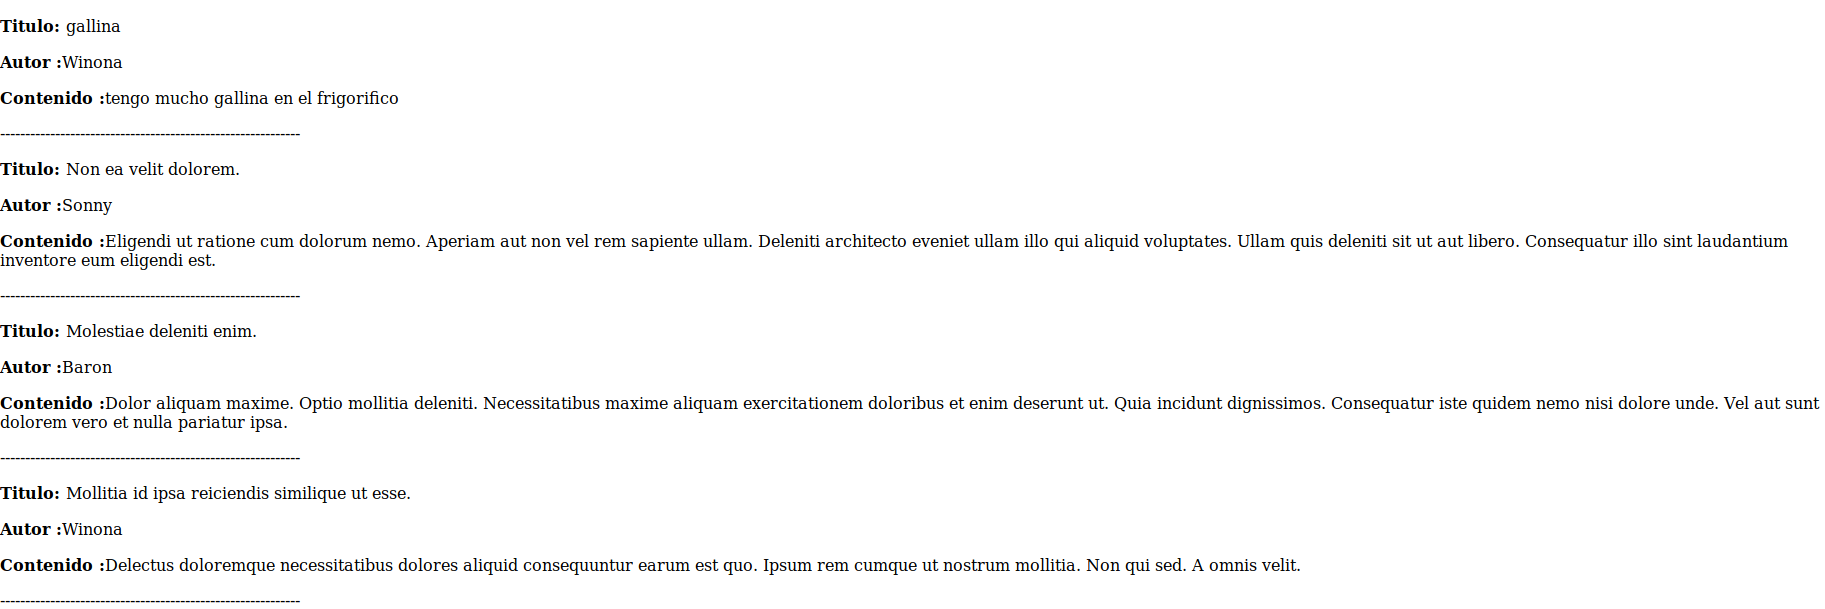 Titulo: gallina
Autor :Winona
Contenido :tengo mucho gallina en el frigorifico
------------------------------------------------------------
Titulo: Non ea velit dolorem.
Autor :Sonny
Contenido :Eligendi ut ratione cum dolorum nemo. Aperiam aut non vel rem sapiente ullam. Deleniti architecto eveniet ullam illo qui aliquid voluptates. Ullam quis deleniti sit ut aut libero. Consequatur illo sint laudantium
inventore eum eligendi est.
------------------------------------------------------------
Titulo: Molestiae deleniti enim.
Autor :Baron
Contenido :Dolor aliquam maxime. Optio mollitia deleniti. Necessitatibus maxime aliquam exercitationem doloribus et enim deserunt ut. Quia incidunt dignissimos. Consequatur iste quidem nemo nisi dolore unde. Vel aut sunt
dolorem vero et nulla pariatur ipsa.
------------------------------------------------------------
Titulo: Mollitia id ipsa reiciendis similique ut esse.
Autor :Winona
Contenido :Delectus doloremque necessitatibus dolores aliquid consequuntur earum est quo. Ipsum rem cumque ut nostrum mollitia. Non qui sed. A omnis velit.
------------------------------------------------------------